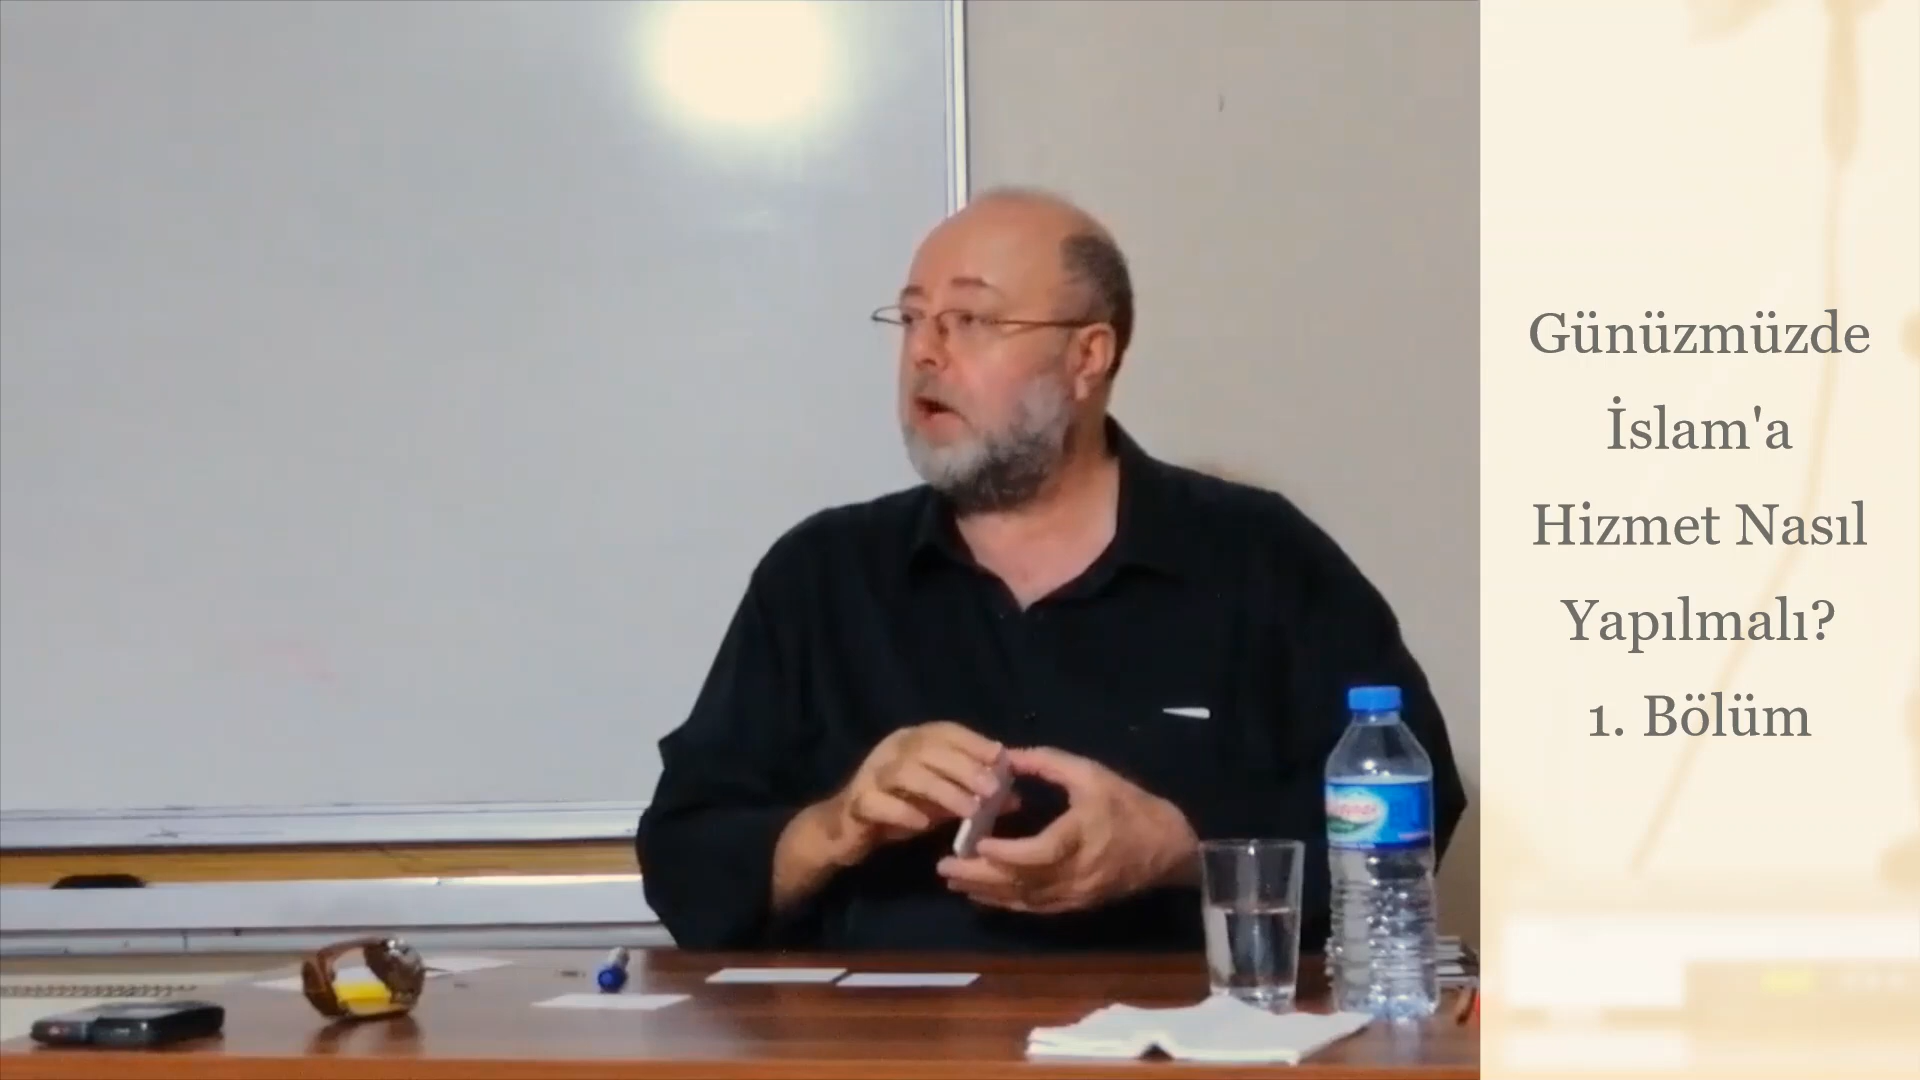 Günüzmüzde
İslam'a
Hizmet Nasıl
Yapılmalı?
1. Bölüm